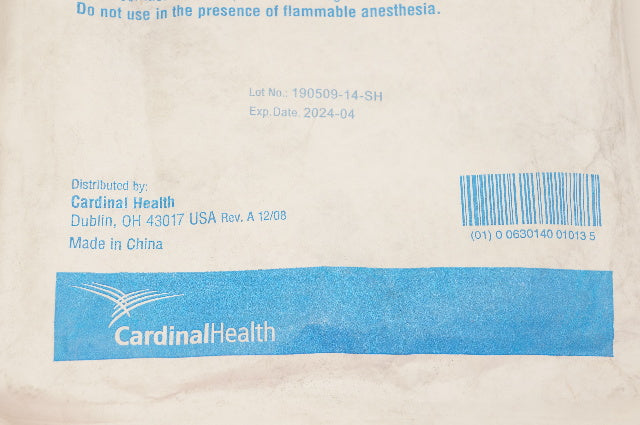 Do not use in the presence of flammable anesthesia.
Lot No.: 190509-14-SH
Exp.Date. 2024-04
Distributed by:
Cardinal Health
Dublin, OH 43017 USA Rev. A 12/08
Made in China
(01) 0 0630140 01013 5
CardinalHealth